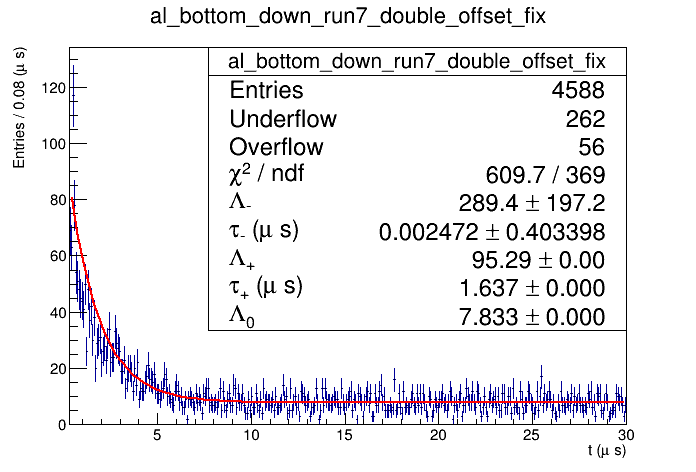 al_bottom_down_run7_double_offset_fix
Entries / 0.08 (μ s)
120
100
80
60
40
20
0
al_bottom_down_run7_double_offset_fix
Entries 4588
Underflow 262
Overflow 56
χ² / ndf 609.7 / 369
Λ₋ 289.4 ± 197.2
τ₋ (μ s) 0.002472 ± 0.403398
Λ₊ 95.29 ± 0.00
τ₊ (μ s) 1.637 ± 0.000
Λ₀ 7.833 ± 0.000
5 10 15 20 25 30
t (μ s)